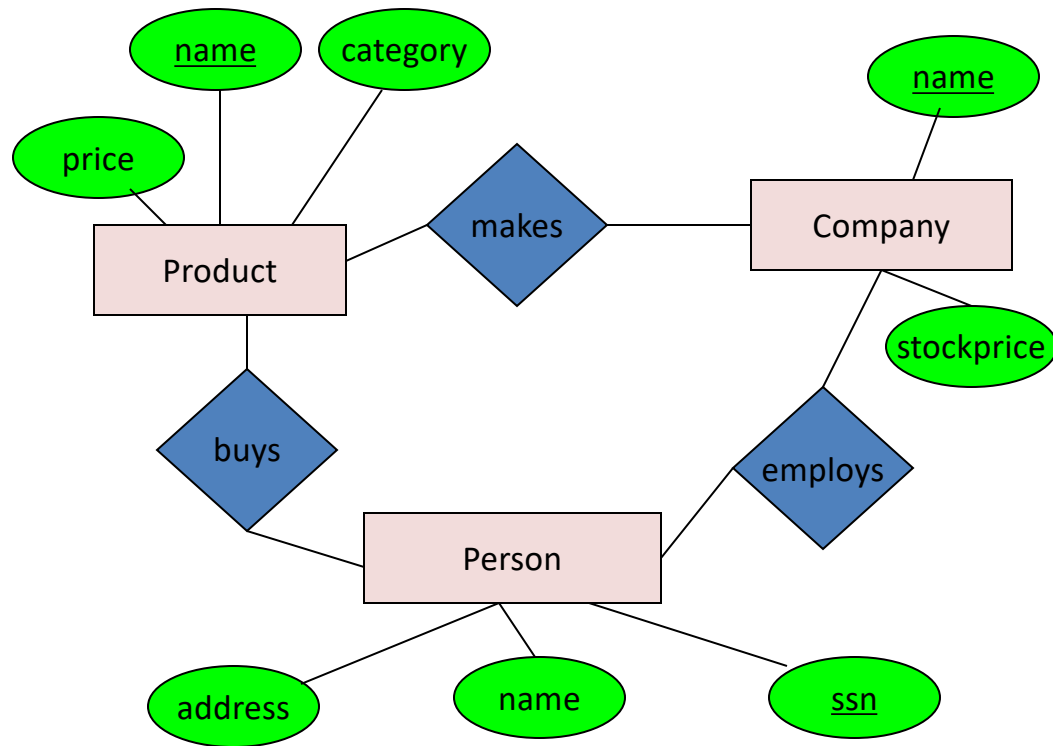 name
category
name
price
makes
Company
Product
stockprice
buys
employs
Person
address
name
ssn